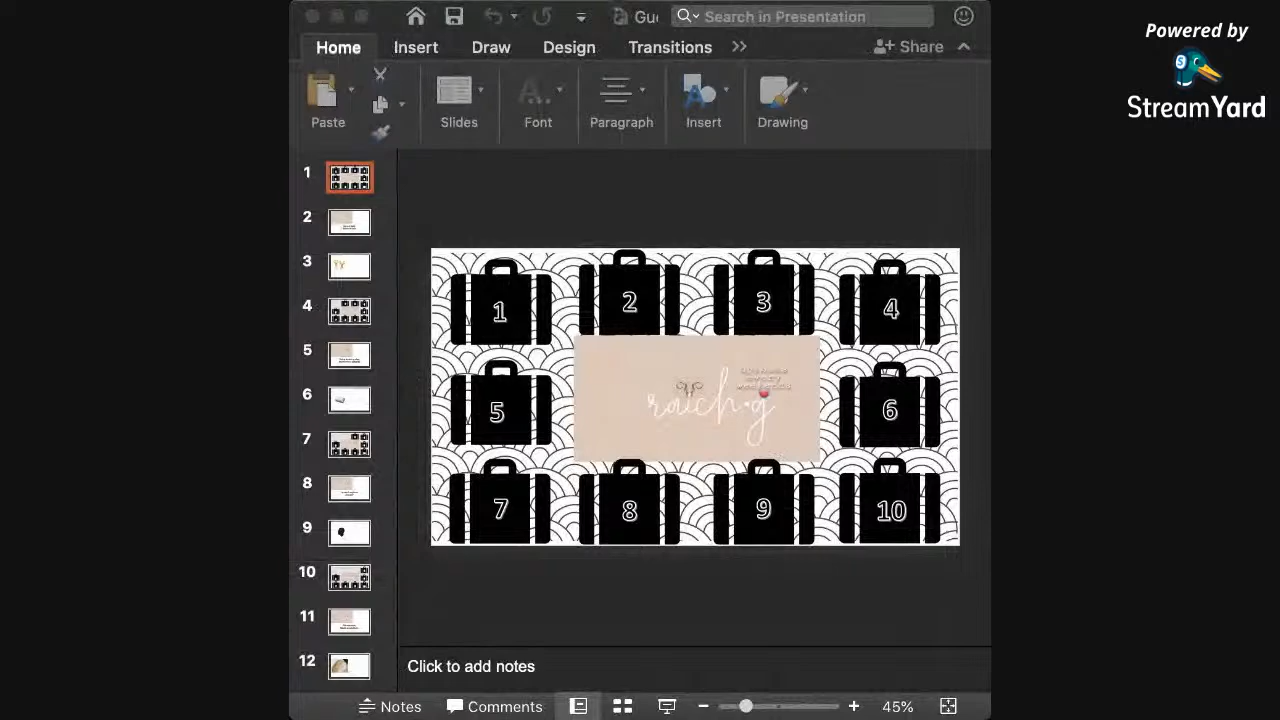 Gu
Search in Presentation
Powered by
StreamYard
Home Insert Draw Design Transitions Share
Paste Slides Font Paragraph Insert Drawing
1
2
3
4
5
6
7
8
9
10
11
12
1 2 3 4
raich.g
5 6
7 8 9 10
Click to add notes
Notes Comments 45%